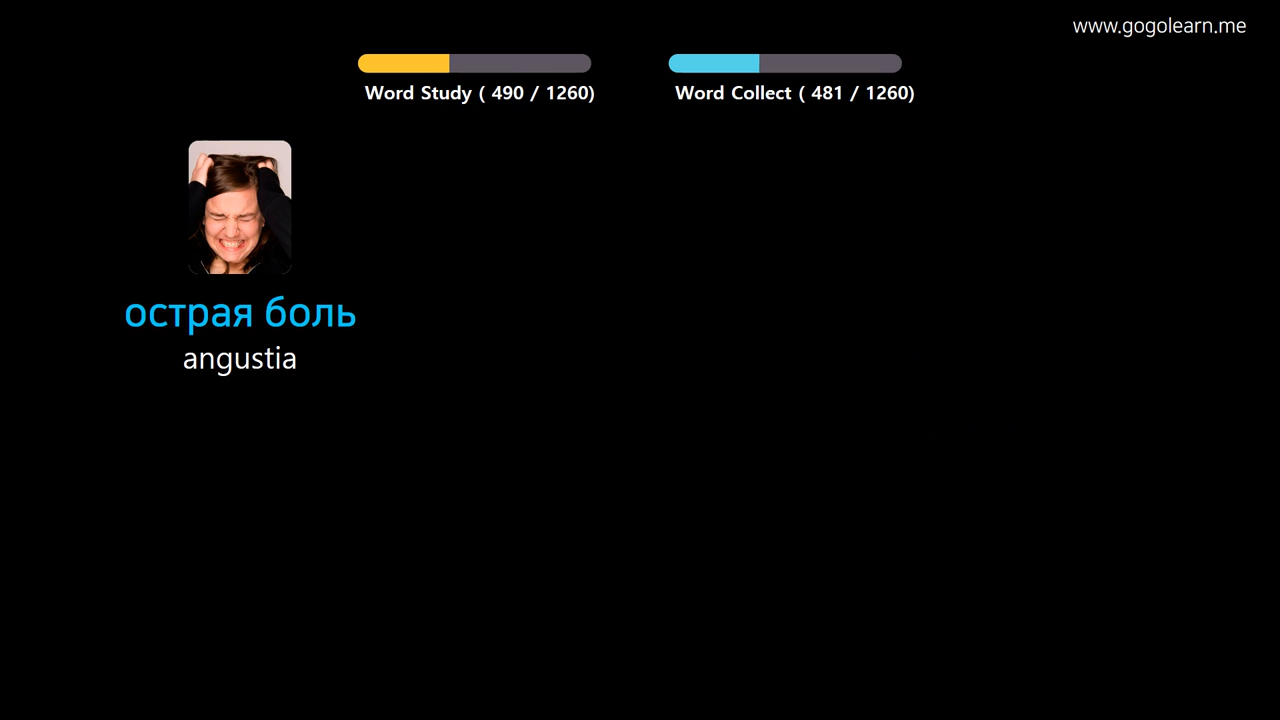 www.gogolearn.me
Word Study ( 490 / 1260)
Word Collect ( 481 / 1260)
острая боль
angustia